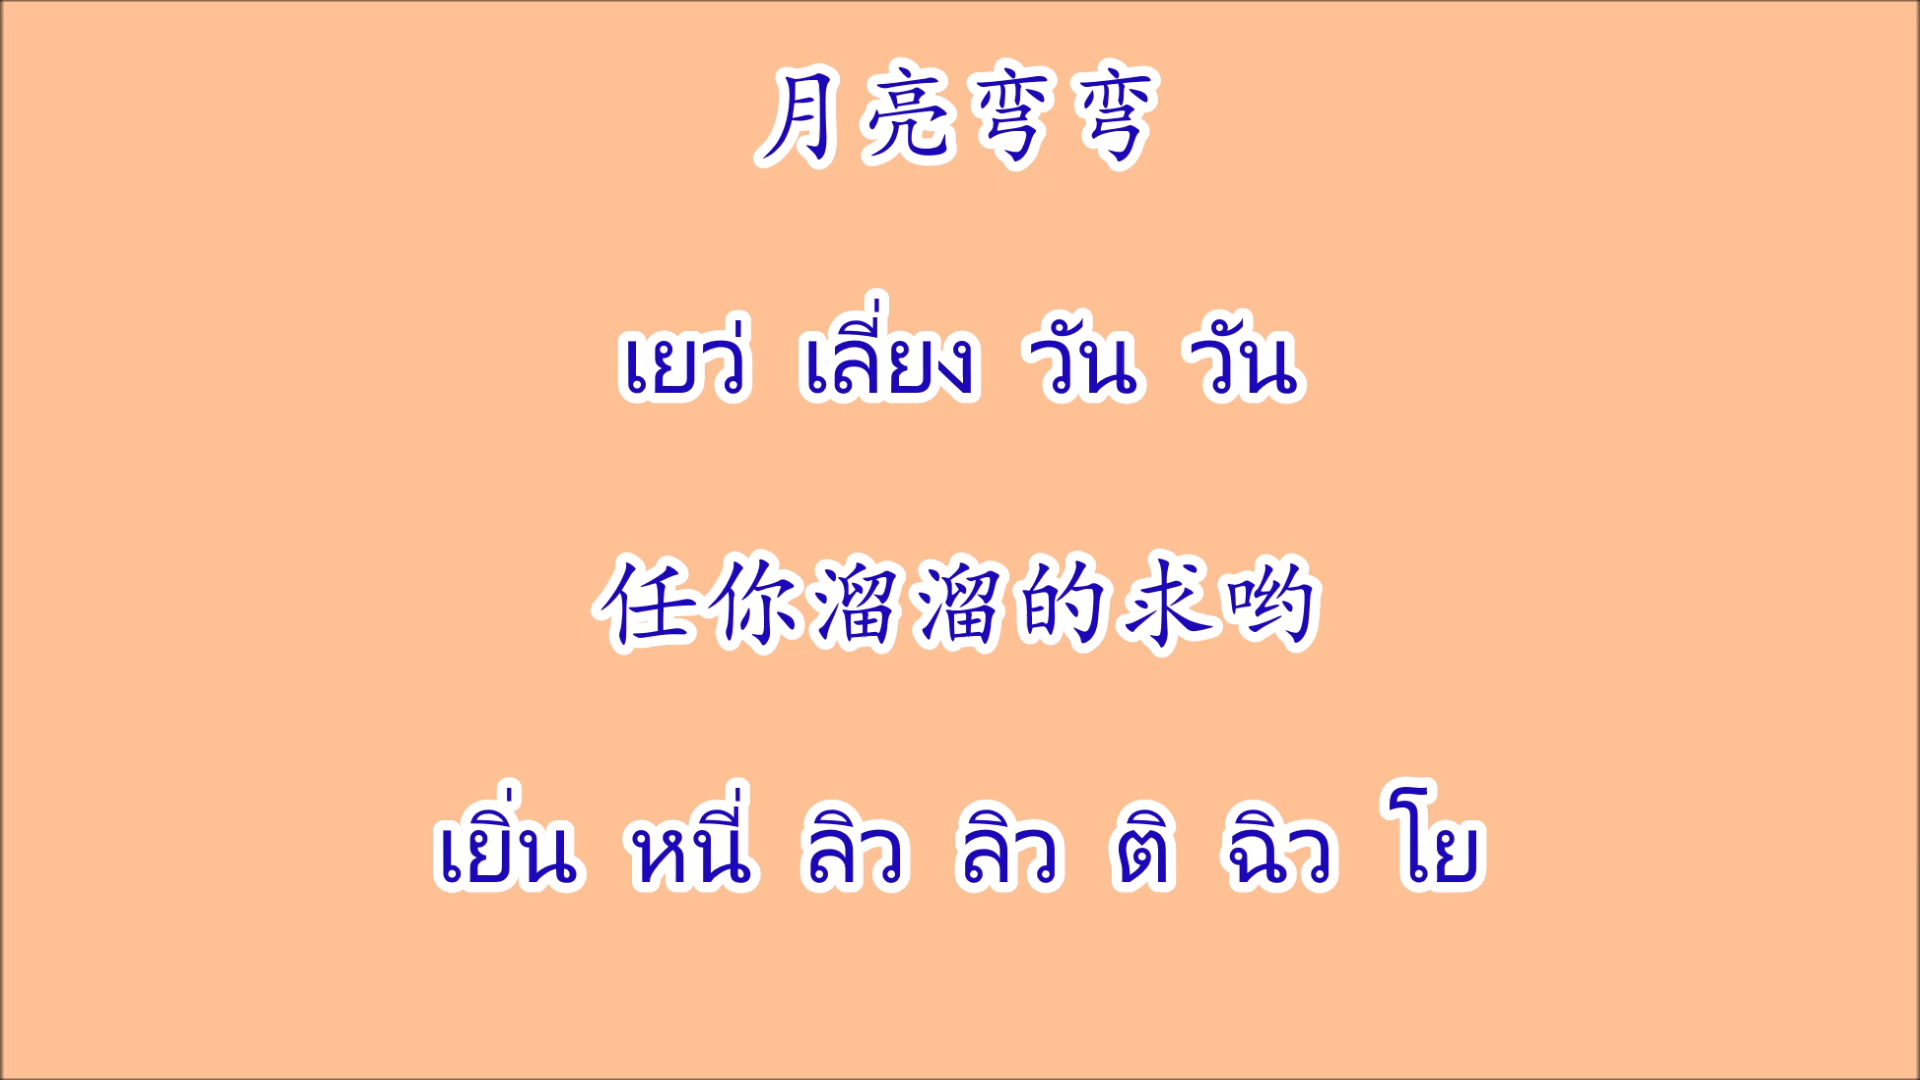 月亮弯弯
เยว่ เลี่ยง วัน วัน
任你溜溜的求哟
เยิ่น หนี่ ลิว ลิว ติ ฉิว โย